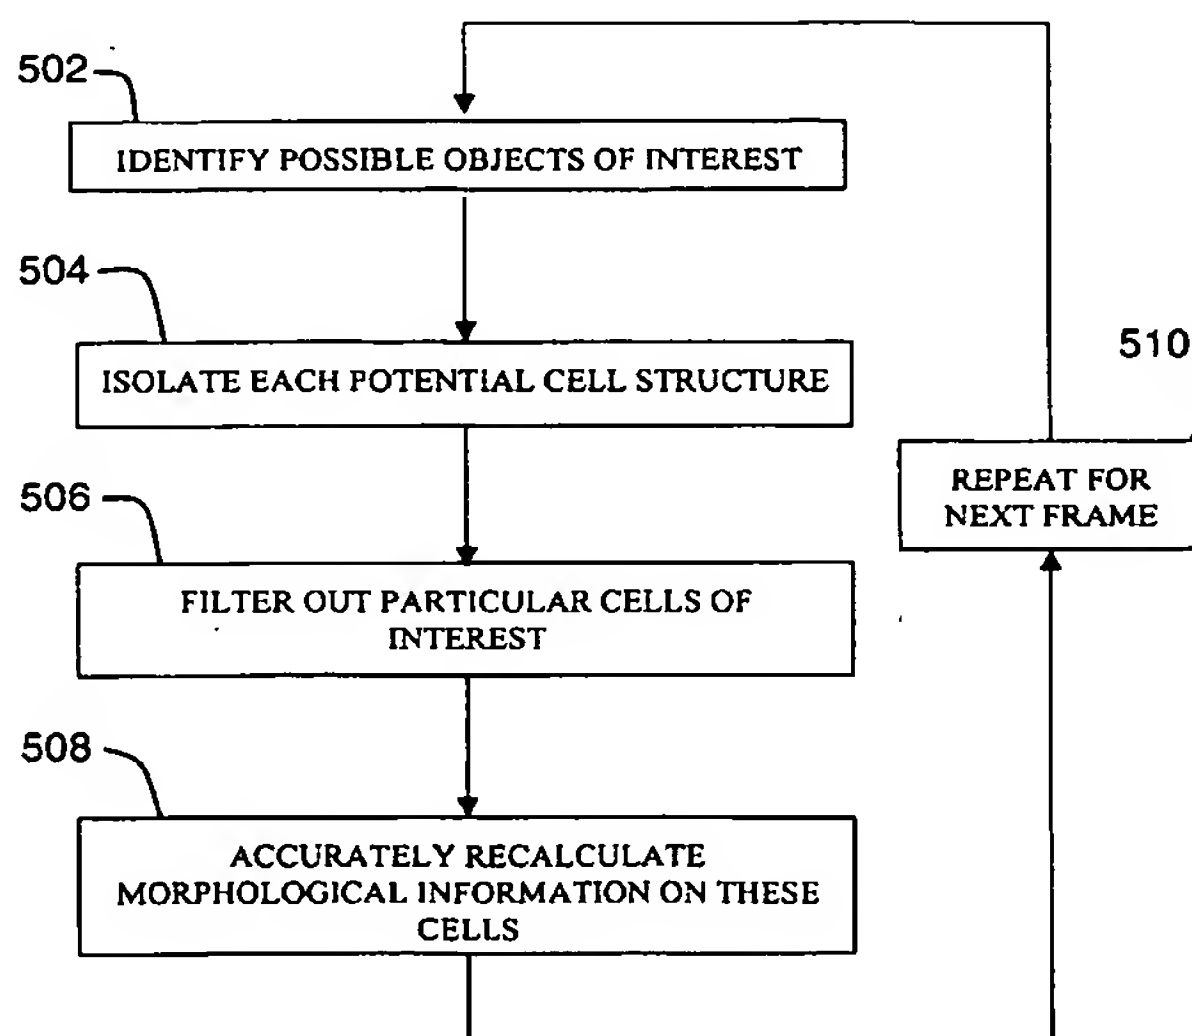 502
IDENTIFY POSSIBLE OBJECTS OF INTEREST
504
ISOLATE EACH POTENTIAL CELL STRUCTURE
510
REPEAT FOR
NEXT FRAME
506
FILTER OUT PARTICULAR CELLS OF
INTEREST
508
ACCURATELY RECALCULATE
MORPHOLOGICAL INFORMATION ON THESE
CELLS